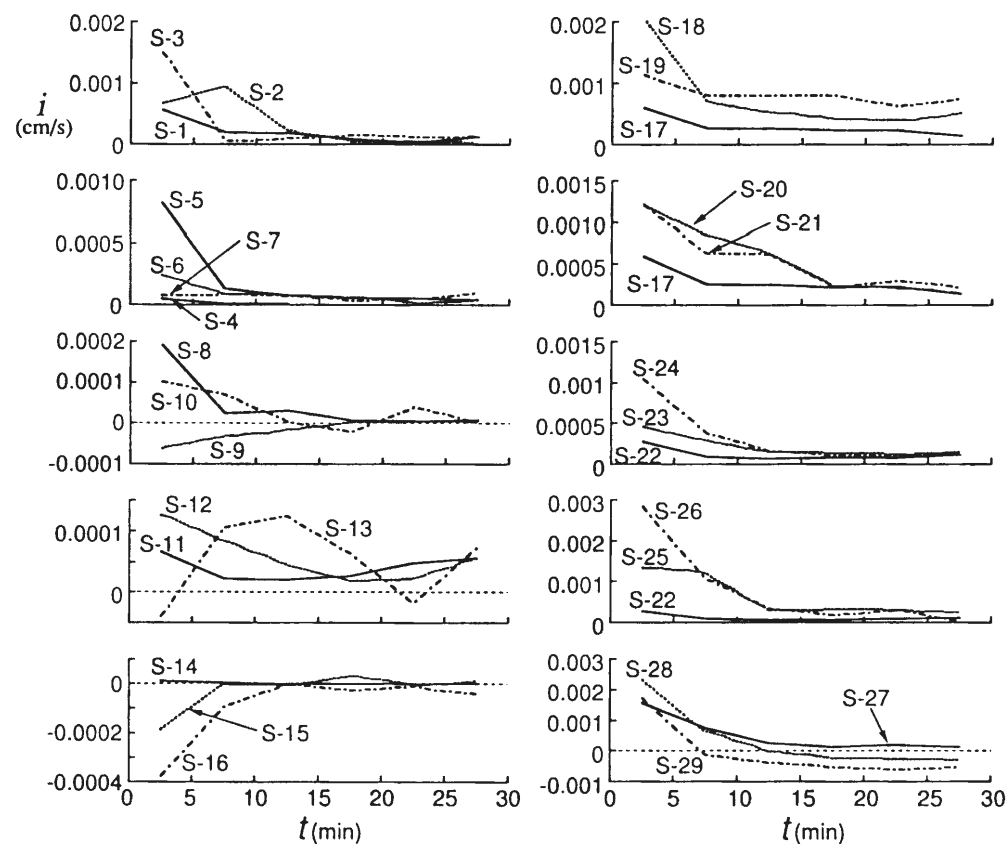 i
(cm/s)
0.002
0.001
0
S-3
S-2
S-1
0.0010
0.0005
0
S-5
S-7
S-6
S-4
0.0002
0.0001
0
-0.0001
S-8
S-10
S-9
0.0001
0
S-12
S-13
S-11
0
-0.0002
-0.0004
S-14
S-15
S-16
0 5 10 15 20 25 30
t (min)
0.002
0.001
0
S-18
S-19
S-17
0.0015
0.0010
0.0005
0
S-20
S-21
S-17
0.0015
0.001
0.0005
0
S-24
S-23
S-22
0.003
0.002
0.001
0
S-26
S-25
S-22
0.003
0.002
0.001
0
-0.001
S-28
S-27
S-29
0 5 10 15 20 25 30
t (min)